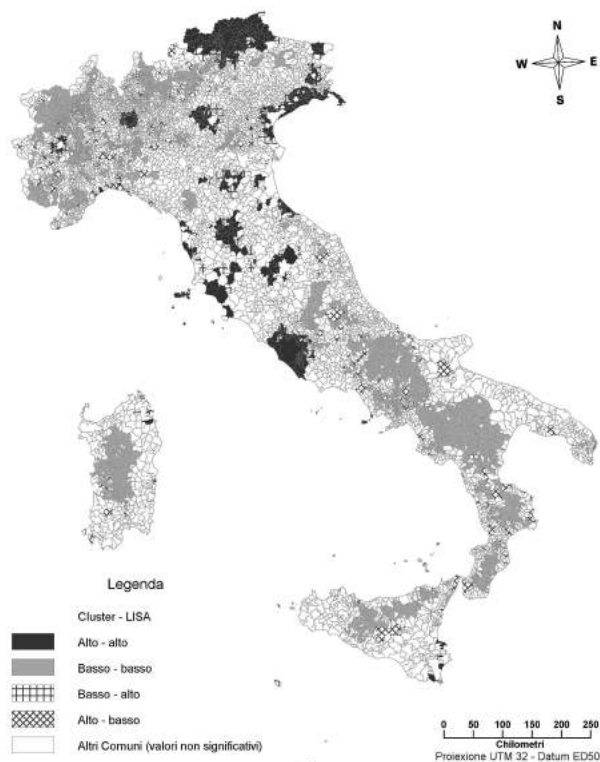 N
W E
S
Legenda
Cluster - LISA
Alto - alto
Basso - basso
Basso - alto
Alto - basso
Altri Comuni (valori non significativi)
0 50 100 150 200 250
Chilometri
Proiexione UTM 32 - Datum ED50